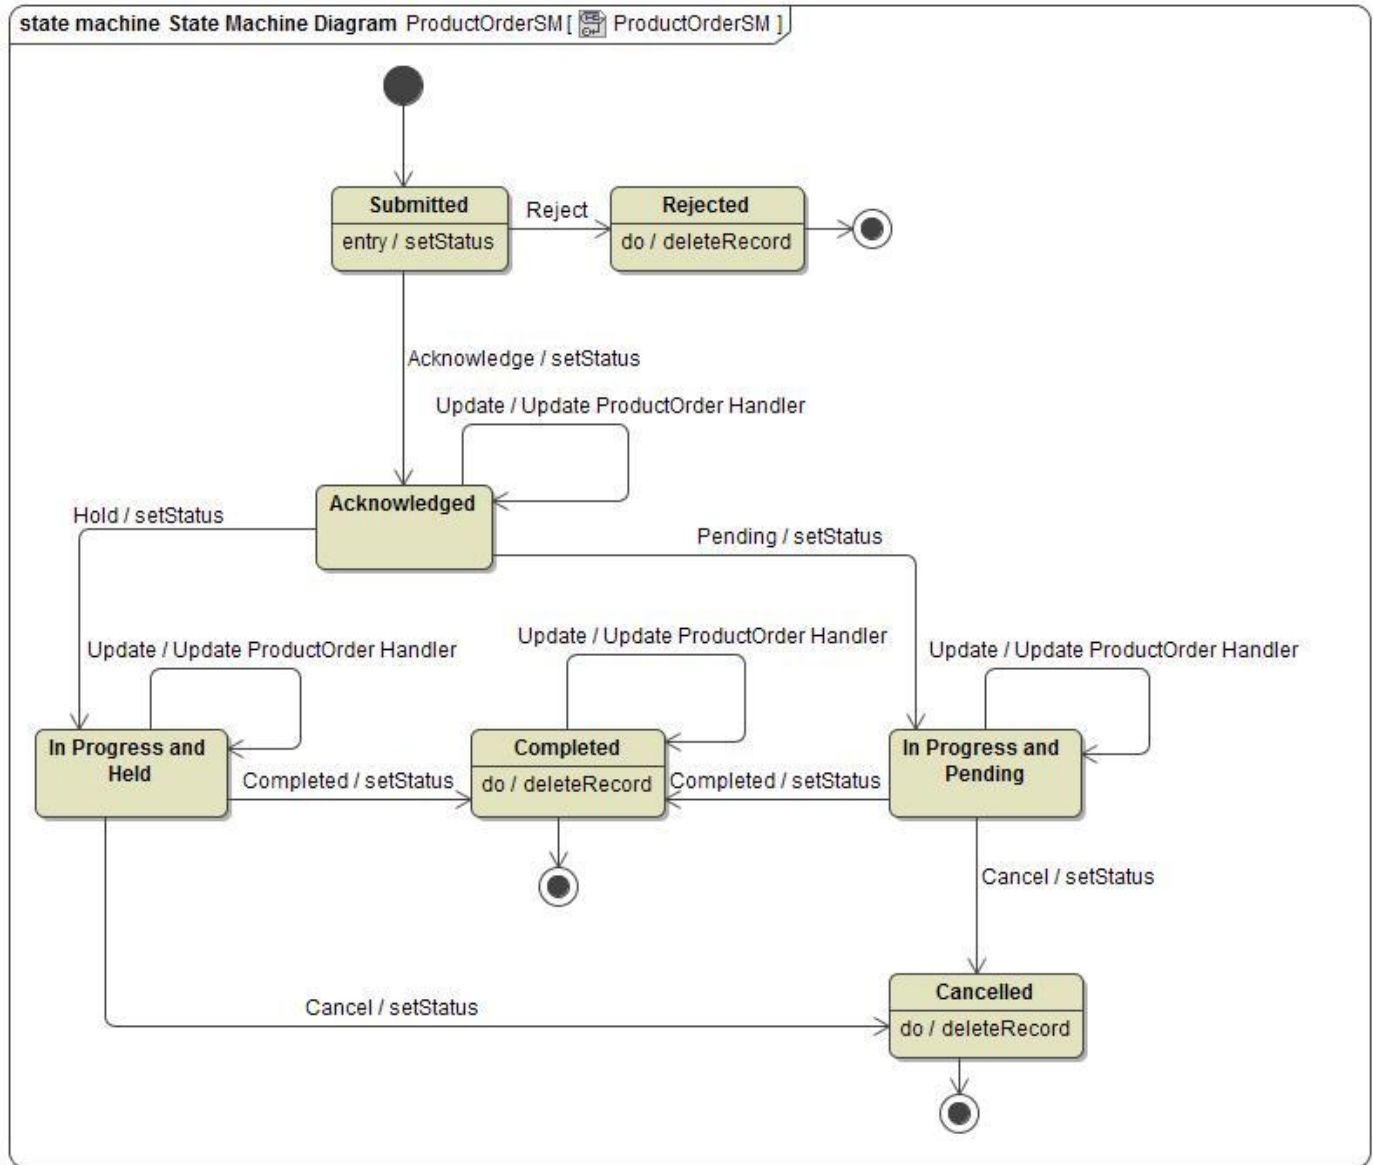 state machine State Machine Diagram ProductOrderSM [ ProductOrderSM ]
Submitted
entry / setStatus
Reject
Rejected
do / deleteRecord
Acknowledge / setStatus
Update / Update ProductOrder Handler
Acknowledged
Hold / setStatus
Pending / setStatus
Update / Update ProductOrder Handler
Update / Update ProductOrder Handler
Update / Update ProductOrder Handler
In Progress and
Held
Completed / setStatus
Completed
do / deleteRecord
Completed / setStatus
In Progress and
Pending
Cancel / setStatus
Cancel / setStatus
Cancelled
do / deleteRecord